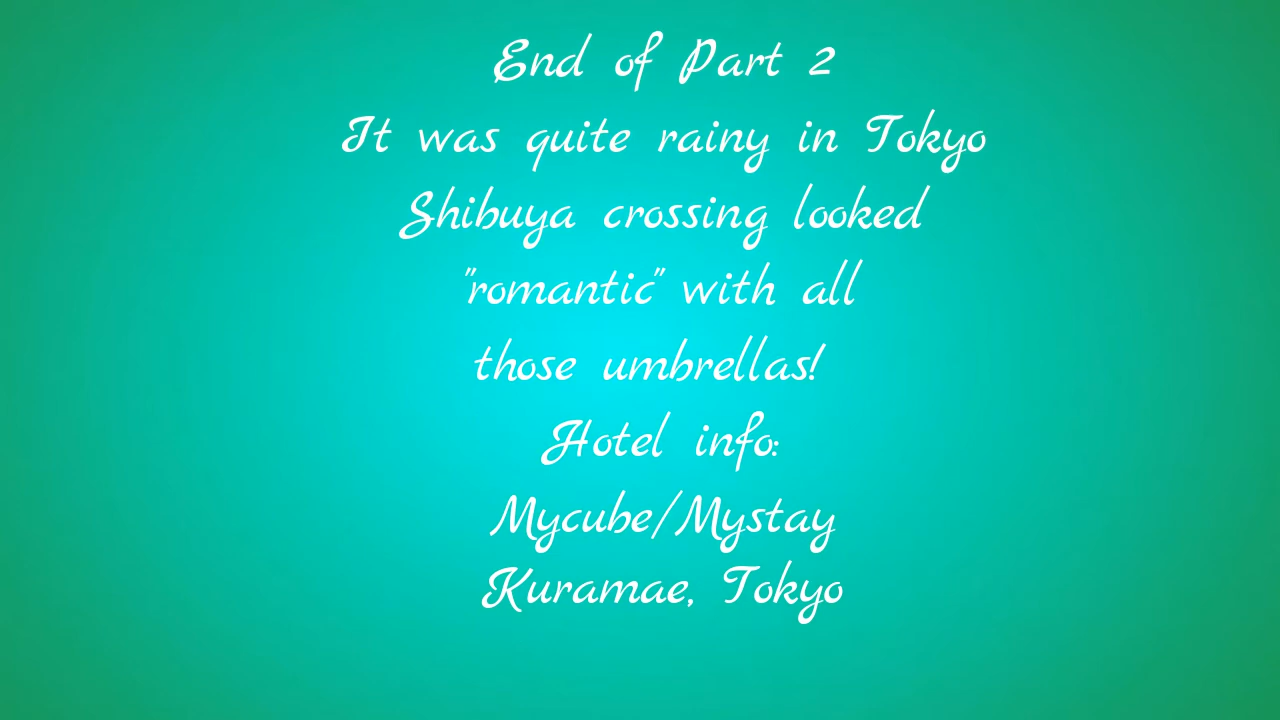 End of Part 2
It was quite rainy in Tokyo
Shibuya crossing looked
"romantic" with all
those umbrellas!
Hotel info:
Mycube/Mystay
Kuramae, Tokyo